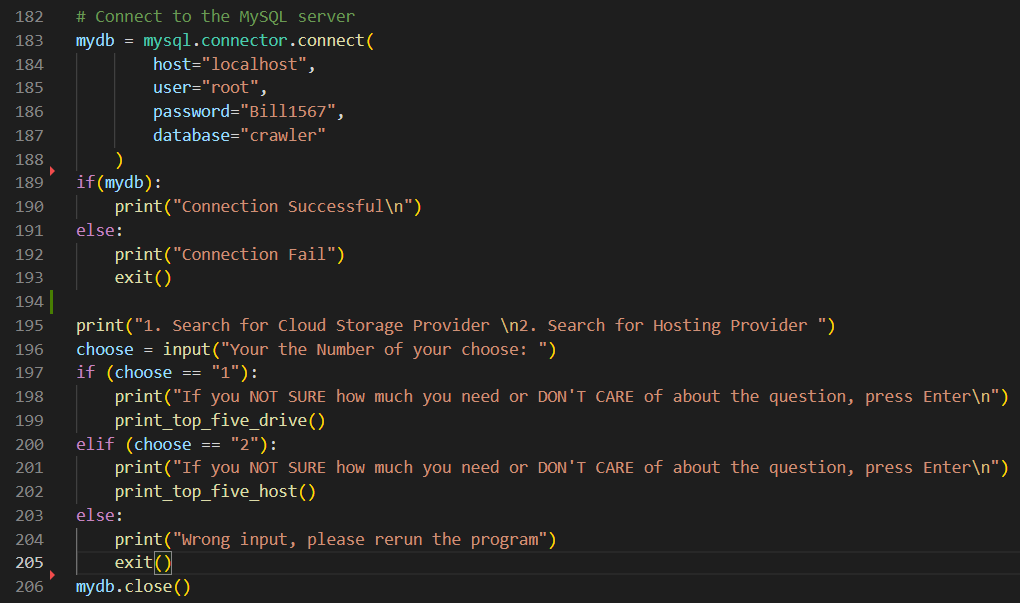 182 # Connect to the MySQL server
183 mydb = mysql.connector.connect(
184         host="localhost",
185         user="root",
186         password="Bill1567",
187         database="crawler"
188     )
189 if(mydb):
190     print("Connection Successful\n")
191 else:
192     print("Connection Fail")
193     exit()
194
195 print("1. Search for Cloud Storage Provider \n2. Search for Hosting Provider ")
196 choose = input("Your the Number of your choose: ")
197 if (choose == "1"):
198     print("If you NOT SURE how much you need or DON'T CARE of about the question, press Enter\n")
199     print_top_five_drive()
200 elif (choose == "2"):
201     print("If you NOT SURE how much you need or DON'T CARE of about the question, press Enter\n")
202     print_top_five_host()
203 else:
204     print("Wrong input, please rerun the program")
205     exit()
206 mydb.close()